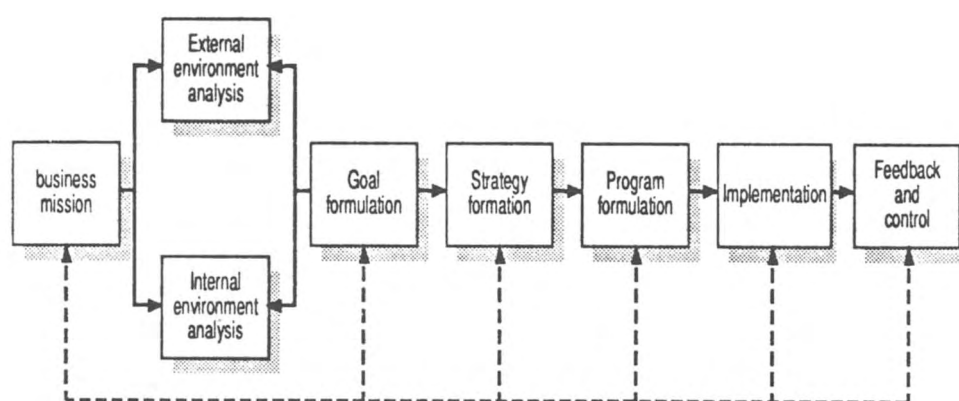 External
environment
analysis
business
mission
Goal
formulation
Strategy
formation
Program
formulation
Implementation
Feedback
and
control
Internal
environment
analysis